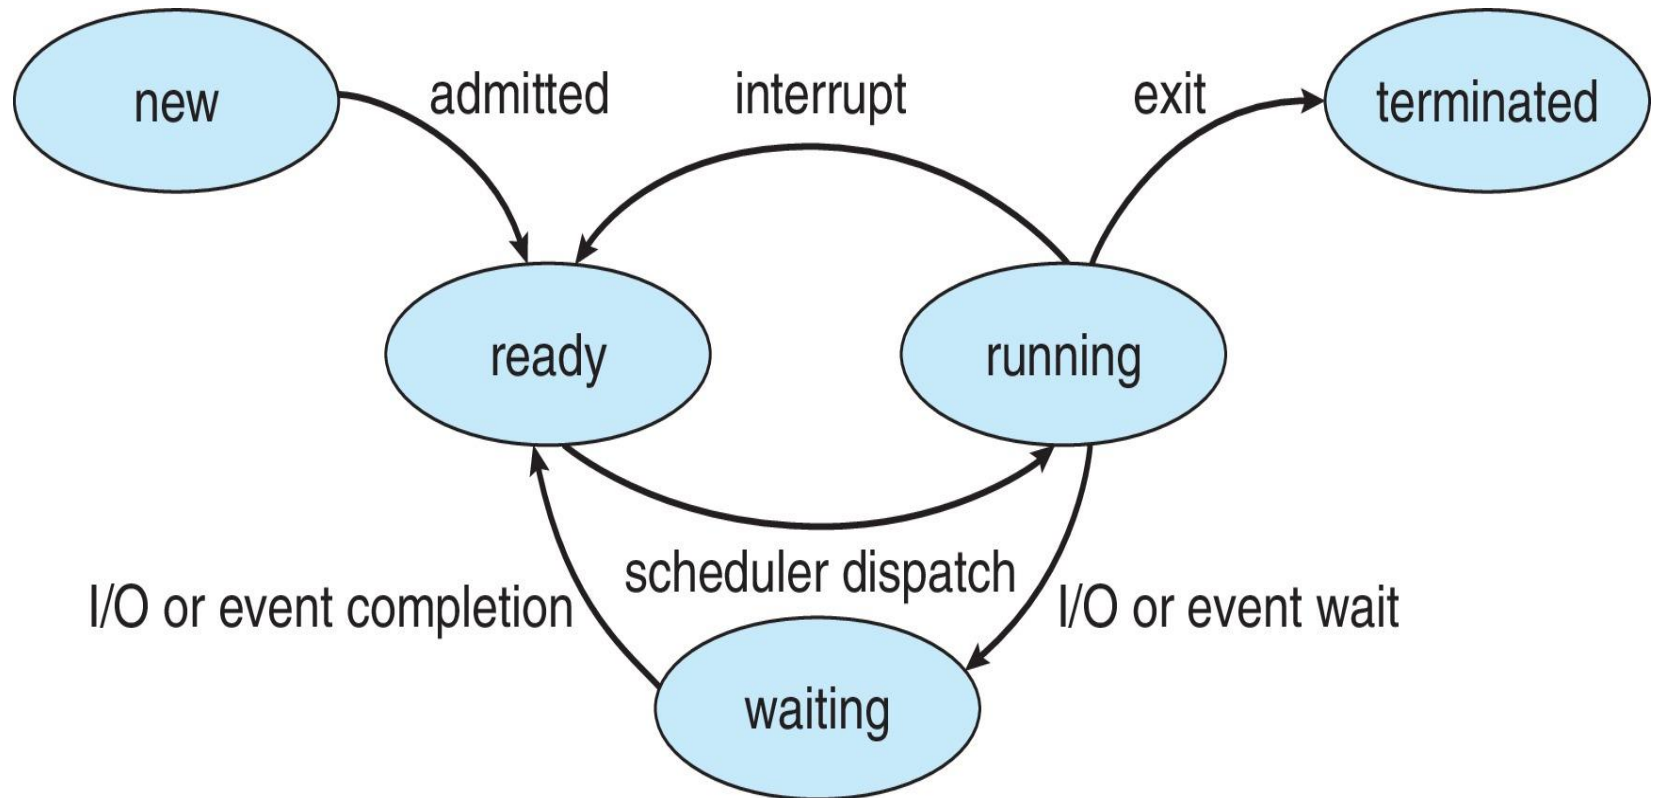 new
admitted
interrupt
exit
terminated
ready
running
scheduler dispatch
I/O or event completion
I/O or event wait
waiting